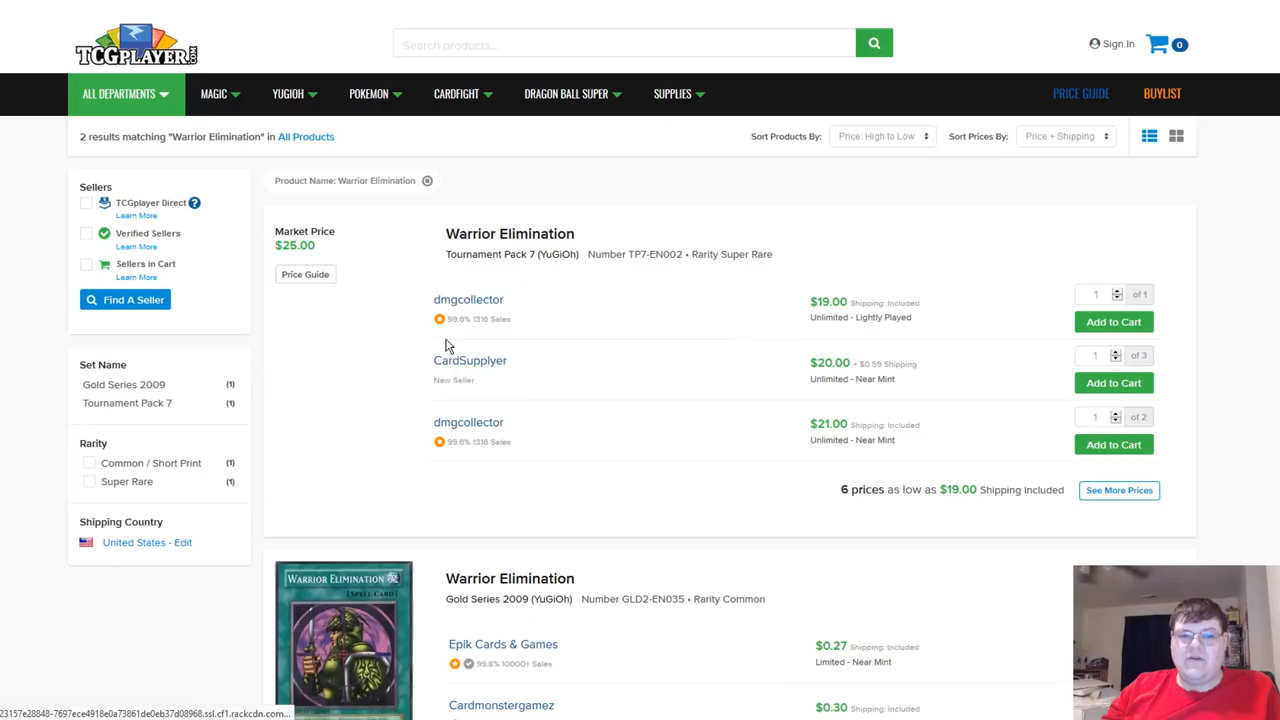 TCGPLAYER.COM
Search products...
Sign In
0
ALL DEPARTMENTS
MAGIC
YUGIOH
POKEMON
CARDFIGHT
DRAGON BALL SUPER
SUPPLIES
PRICE GUIDE
BUYLIST
2 results matching "Warrior Elimination" in All Products
Sort Products By:
Price: High to Low
Sort Prices By:
Price + Shipping
Sellers
TCGplayer Direct ?
Learn More
Verified Sellers
Learn More
Sellers in Cart
Learn More
Find A Seller
Set Name
Gold Series 2009 (1)
Tournament Pack 7 (1)
Rarity
Common / Short Print (1)
Super Rare (1)
Shipping Country
United States - Edit
Product Name: Warrior Elimination
Market Price
$25.00
Price Guide
Warrior Elimination
Tournament Pack 7 (YuGiOh) Number TP7-EN002 • Rarity Super Rare
dmgcollector
99.6% 1316 Sales
$19.00 Shipping: Included
Unlimited - Lightly Played
1 of 1
Add to Cart
CardSupplyer
New Seller
$20.00 + $0.59 Shipping
Unlimited - Near Mint
1 of 3
Add to Cart
dmgcollector
99.6% 1316 Sales
$21.00 Shipping: Included
Unlimited - Near Mint
1 of 2
Add to Cart
6 prices as low as $19.00 Shipping Included
See More Prices
WARRIOR ELIMINATION
[SPELL CARD]
Warrior Elimination
Gold Series 2009 (YuGiOh) Number GLD2-EN035 • Rarity Common
Epik Cards & Games
99.8% 10000+ Sales
$0.27 Shipping: Included
Limited - Near Mint
Cardmonstergamez
$0.30 Shipping: Included
23157e28848-7697ece4918e0a73861de0eb37d08968.ssl.cf1.rackcdn.com...